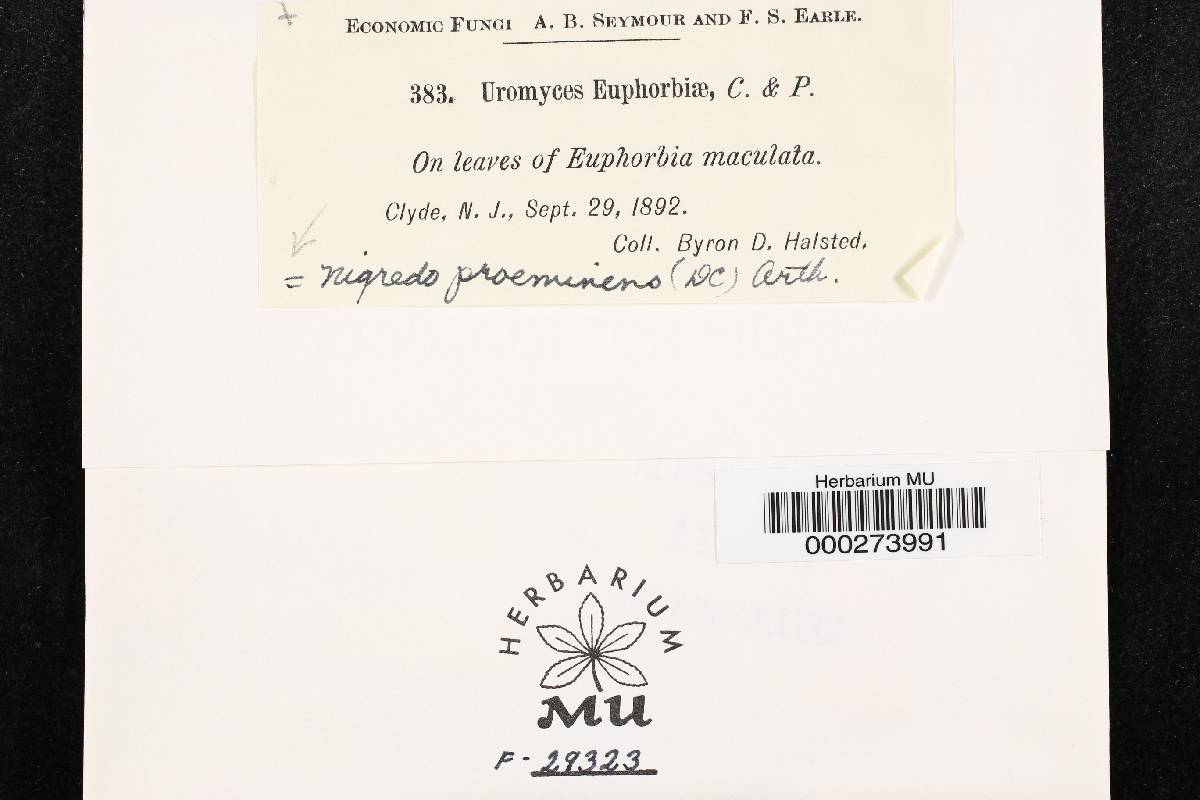 ECONOMIC FUNGI A. B. SEYMOUR AND F. S. EARLE.
383. Uromyces Euphorbiæ, C. & P.
On leaves of Euphorbia maculata.
Clyde, N. J., Sept. 29, 1892.
Coll. Byron D. Halsted.
= Nigredo proeminens (DC) Arth.
Herbarium MU
000273991
HERBARIUM
MU
F-29323